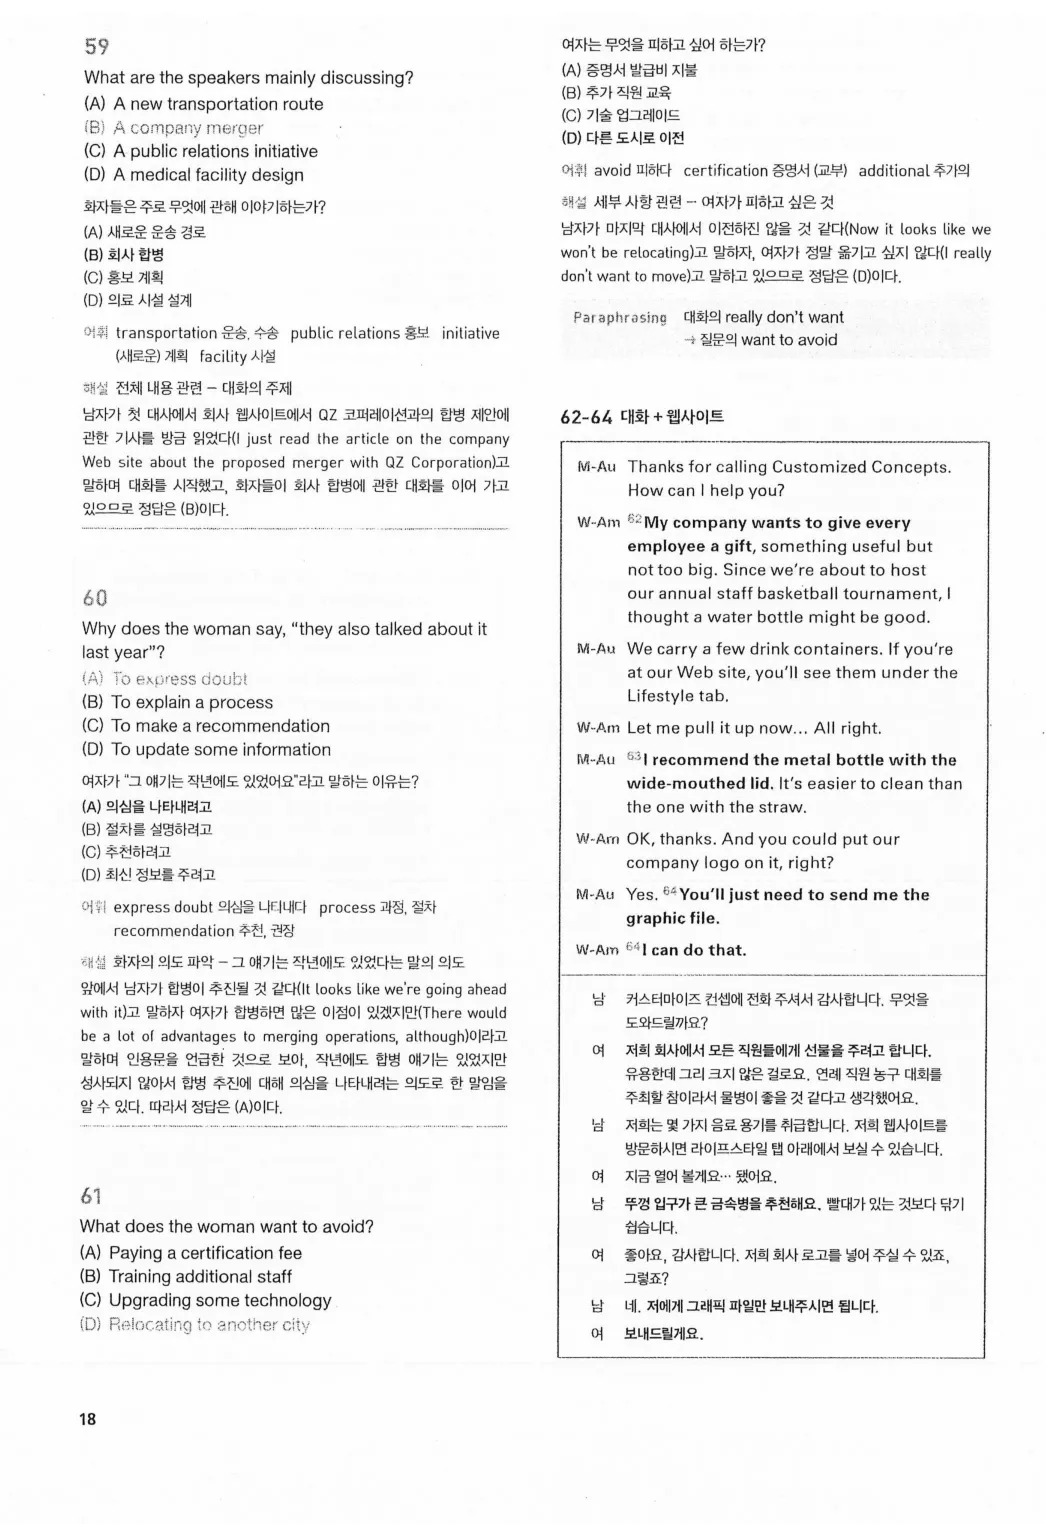 59
What are the speakers mainly discussing?
(A) A new transportation route
(B) A company merger
(C) A public relations initiative
(D) A medical facility design
화자들은 주로 무엇에 관해 이야기하는가?
(A) 새로운 운송 경로
(B) 회사 합병
(C) 홍보 계획
(D) 의료 시설 설계
어휘 transportation 운송, 수송 public relations 홍보 initiative
(새로운) 계획 facility 시설
해설 전체 내용 관련 – 대화의 주제
남자가 첫 대사에서 회사 웹사이트에서 QZ 코퍼레이션과의 합병 제안에
관한 기사를 방금 읽었다(I just read the article on the company
Web site about the proposed merger with QZ Corporation)고
말하며 대화를 시작했고, 화자들이 회사 합병에 관한 대화를 이어 가고
있으므로 정답은 (B)이다.
60
Why does the woman say, “they also talked about it
last year”?
(A) To express doubt
(B) To explain a process
(C) To make a recommendation
(D) To update some information
여자가 “그 얘기는 작년에도 있었어요”라고 말하는 이유는?
(A) 의심을 나타내려고
(B) 절차를 설명하려고
(C) 추천하려고
(D) 최신 정보를 주려고
어휘 express doubt 의심을 나타내다 process 과정, 절차
recommendation 추천, 권장
해설 화자의 의도 파악 – 그 얘기는 작년에도 있었다는 말의 의도
앞에서 남자가 합병이 추진될 것 같다(It looks like we're going ahead
with it)고 말하자 여자가 합병하면 많은 이점이 있겠지만(There would
be a lot of advantages to merging operations, although)이라고
말하며 인용문을 언급한 것으로 보아, 작년에도 합병 얘기는 있었지만
성사되지 않아서 합병 추진에 대해 의심을 나타내려는 의도로 한 말임을
알 수 있다. 따라서 정답은 (A)이다.
61
What does the woman want to avoid?
(A) Paying a certification fee
(B) Training additional staff
(C) Upgrading some technology
(D) Relocating to another city
18
여자는 무엇을 피하고 싶어 하는가?
(A) 증명서 발급비 지불
(B) 추가 직원 교육
(C) 기술 업그레이드
(D) 다른 도시로 이전
어휘 avoid 피하다 certification 증명서 (교부) additional 추가의
해설 세부 사항 관련 – 여자가 피하고 싶은 것
남자가 마지막 대사에서 이전하진 않을 것 같다(Now it looks like we
won't be relocating)고 말하자, 여자가 정말 옮기고 싶지 않다(I really
don't want to move)고 말하고 있으므로 정답은 (D)이다.
Paraphrasing 대화의 really don't want
→ 질문의 want to avoid
62-64 대화 + 웹사이트
M-Au Thanks for calling Customized Concepts.
How can I help you?
W-Am 62My company wants to give every
employee a gift, something useful but
not too big. Since we're about to host
our annual staff basketball tournament, I
thought a water bottle might be good.
M-Au We carry a few drink containers. If you're
at our Web site, you'll see them under the
Lifestyle tab.
W-Am Let me pull it up now... All right.
M-Au 63I recommend the metal bottle with the
wide-mouthed lid. It's easier to clean than
the one with the straw.
W-Am OK, thanks. And you could put our
company logo on it, right?
M-Au Yes. 64You'll just need to send me the
graphic file.
W-Am 64I can do that.
남 커스터마이즈 컨셉에 전화 주셔서 감사합니다. 무엇을
도와드릴까요?
여 저희 회사에서 모든 직원들에게 선물을 주려고 합니다.
유용한데 그리 크지 않은 걸로요. 연례 직원 농구 대회를
주최할 참이라서 물병이 좋을 것 같다고 생각했어요.
남 저희는 몇 가지 음료 용기를 취급합니다. 저희 웹사이트를
방문하시면 라이프스타일 탭 아래에서 보실 수 있습니다.
여 지금 열어 볼게요… 됐어요.
남 뚜껑 입구가 큰 금속병을 추천해요. 빨대가 있는 것보다 닦기
쉽습니다.
여 좋아요, 감사합니다. 저희 회사 로고를 넣어 주실 수 있죠,
그렇죠?
남 네. 저에게 그래픽 파일만 보내주시면 됩니다.
여 보내드릴게요.